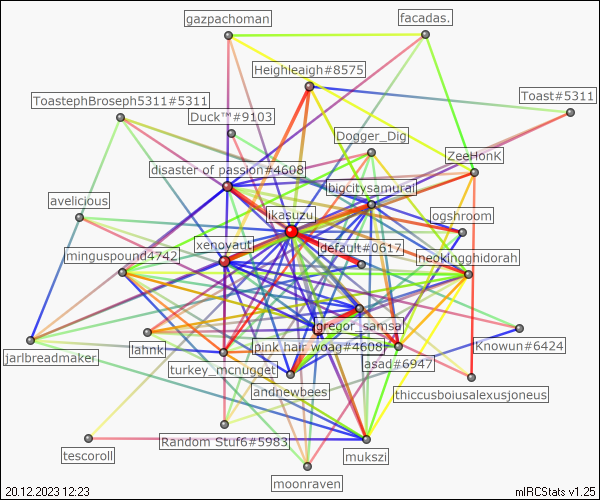 gazpachoman
facadas.
Heighleaigh#8575
Toast#5311
ToastephBroseph5311#5311
Duck™#9103
Dogger_Dig
ZeeHonK
disaster of passion#4608
bigcitysamurai
avelicious
likasuzu
ogshroom
xenoyaut
default#0617
minguspound4742
neokingghidorah
gregor_samsa
pink hair woag#4608
Knowun#6424
jarlbreadmaker
lahnk
asad#6947
turkey_mcnugget
andnewbees
thiccusboiusalexusjoneus
Random Stuf6#5983
tescoroll
mukszi
moonraven
20.12.2023 12:23
mIRCStats v1.25